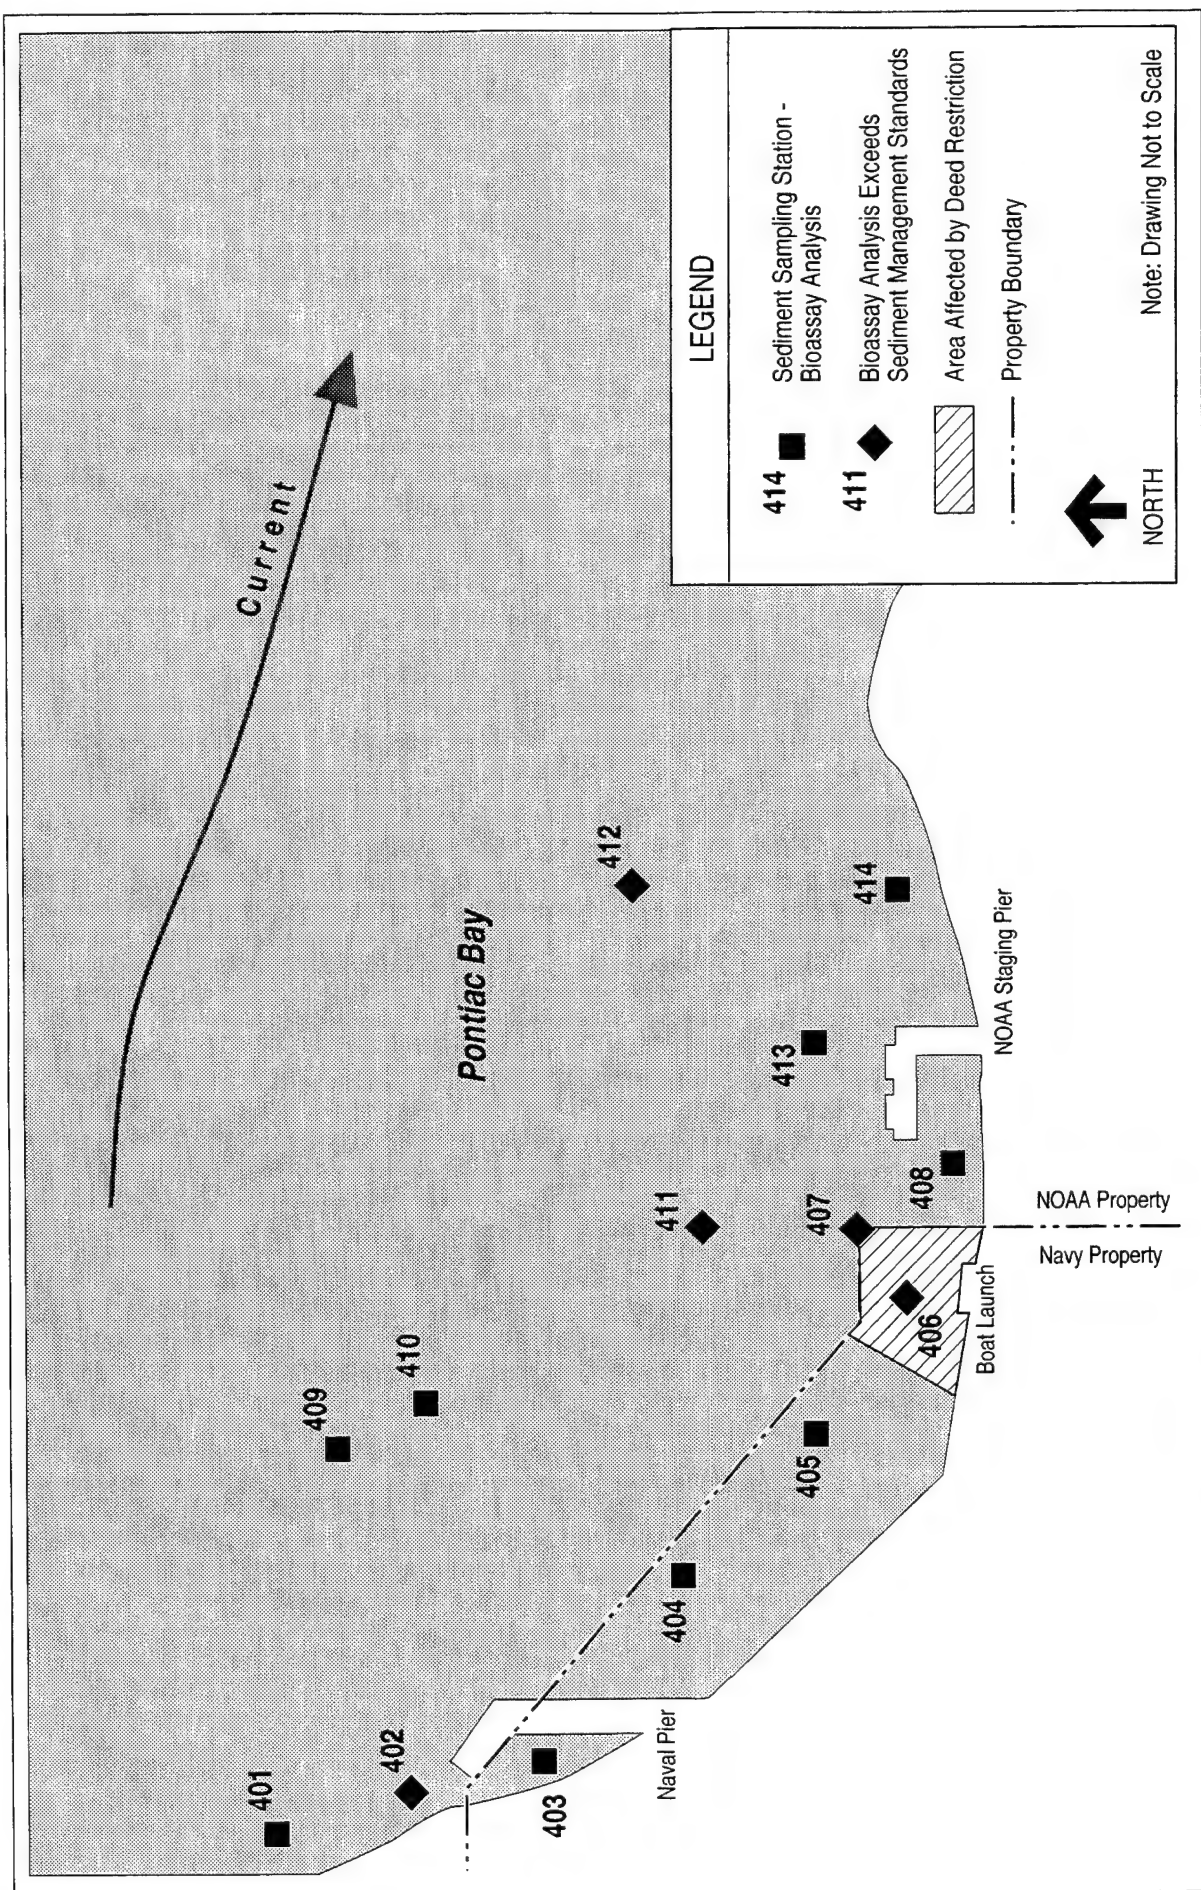 Current
Pontiac Bay
401
402
403
404
405
406
407
408
409
410
411
412
413
414
Naval Pier
Boat Launch
Navy Property
NOAA Property
NOAA Staging Pier
LEGEND
414
Sediment Sampling Station -
Bioassay Analysis
411
Bioassay Analysis Exceeds
Sediment Management Standards
Area Affected by Deed Restriction
Property Boundary
NORTH
Note: Drawing Not to Scale